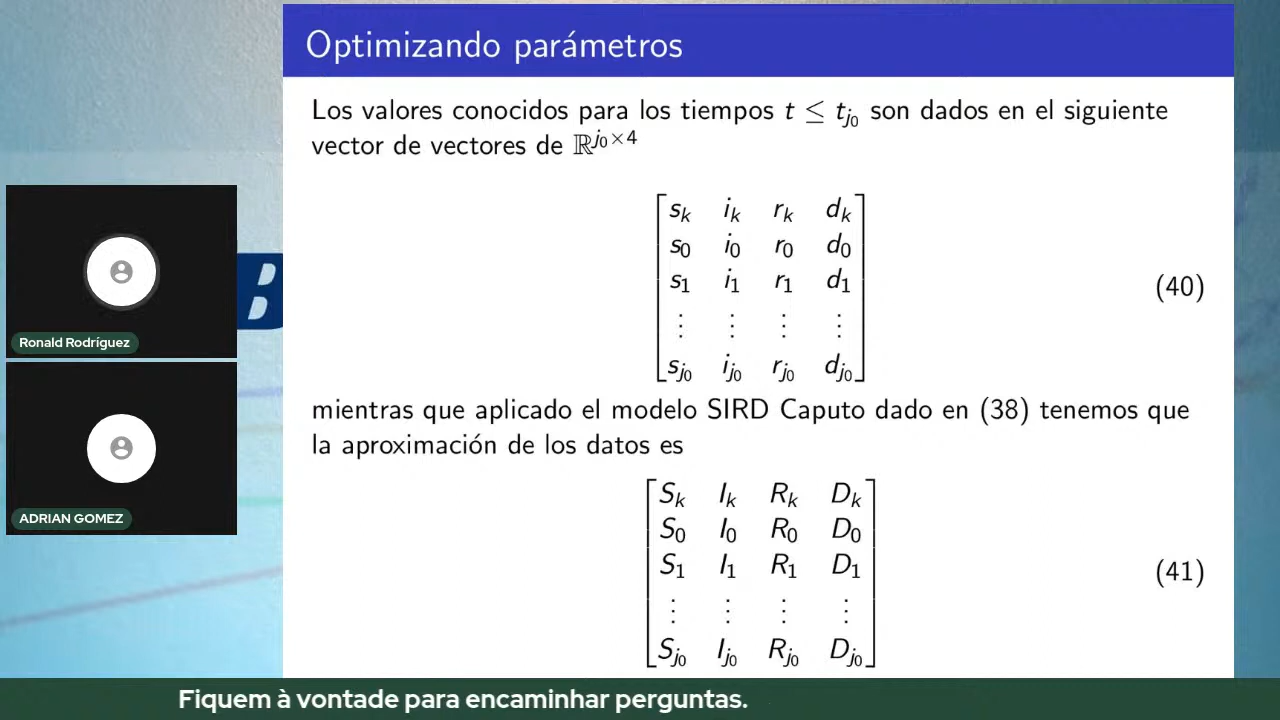 Optimizando parámetros
Los valores conocidos para los tiempos t ≤ t_{j_0} son dados en el siguiente
vector de vectores de ℝ^{j_0×4}
s_k i_k r_k d_k
s_0 i_0 r_0 d_0
s_1 i_1 r_1 d_1
⋮ ⋮ ⋮ ⋮
s_{j_0} i_{j_0} r_{j_0} d_{j_0}
(40)
mientras que aplicado el modelo SIRD Caputo dado en (38) tenemos que
la aproximación de los datos es
S_k I_k R_k D_k
S_0 I_0 R_0 D_0
S_1 I_1 R_1 D_1
⋮ ⋮ ⋮ ⋮
S_{j_0} I_{j_0} R_{j_0} D_{j_0}
(41)
Ronald Rodríguez
ADRIAN GOMEZ
Fiquem à vontade para encaminhar perguntas.